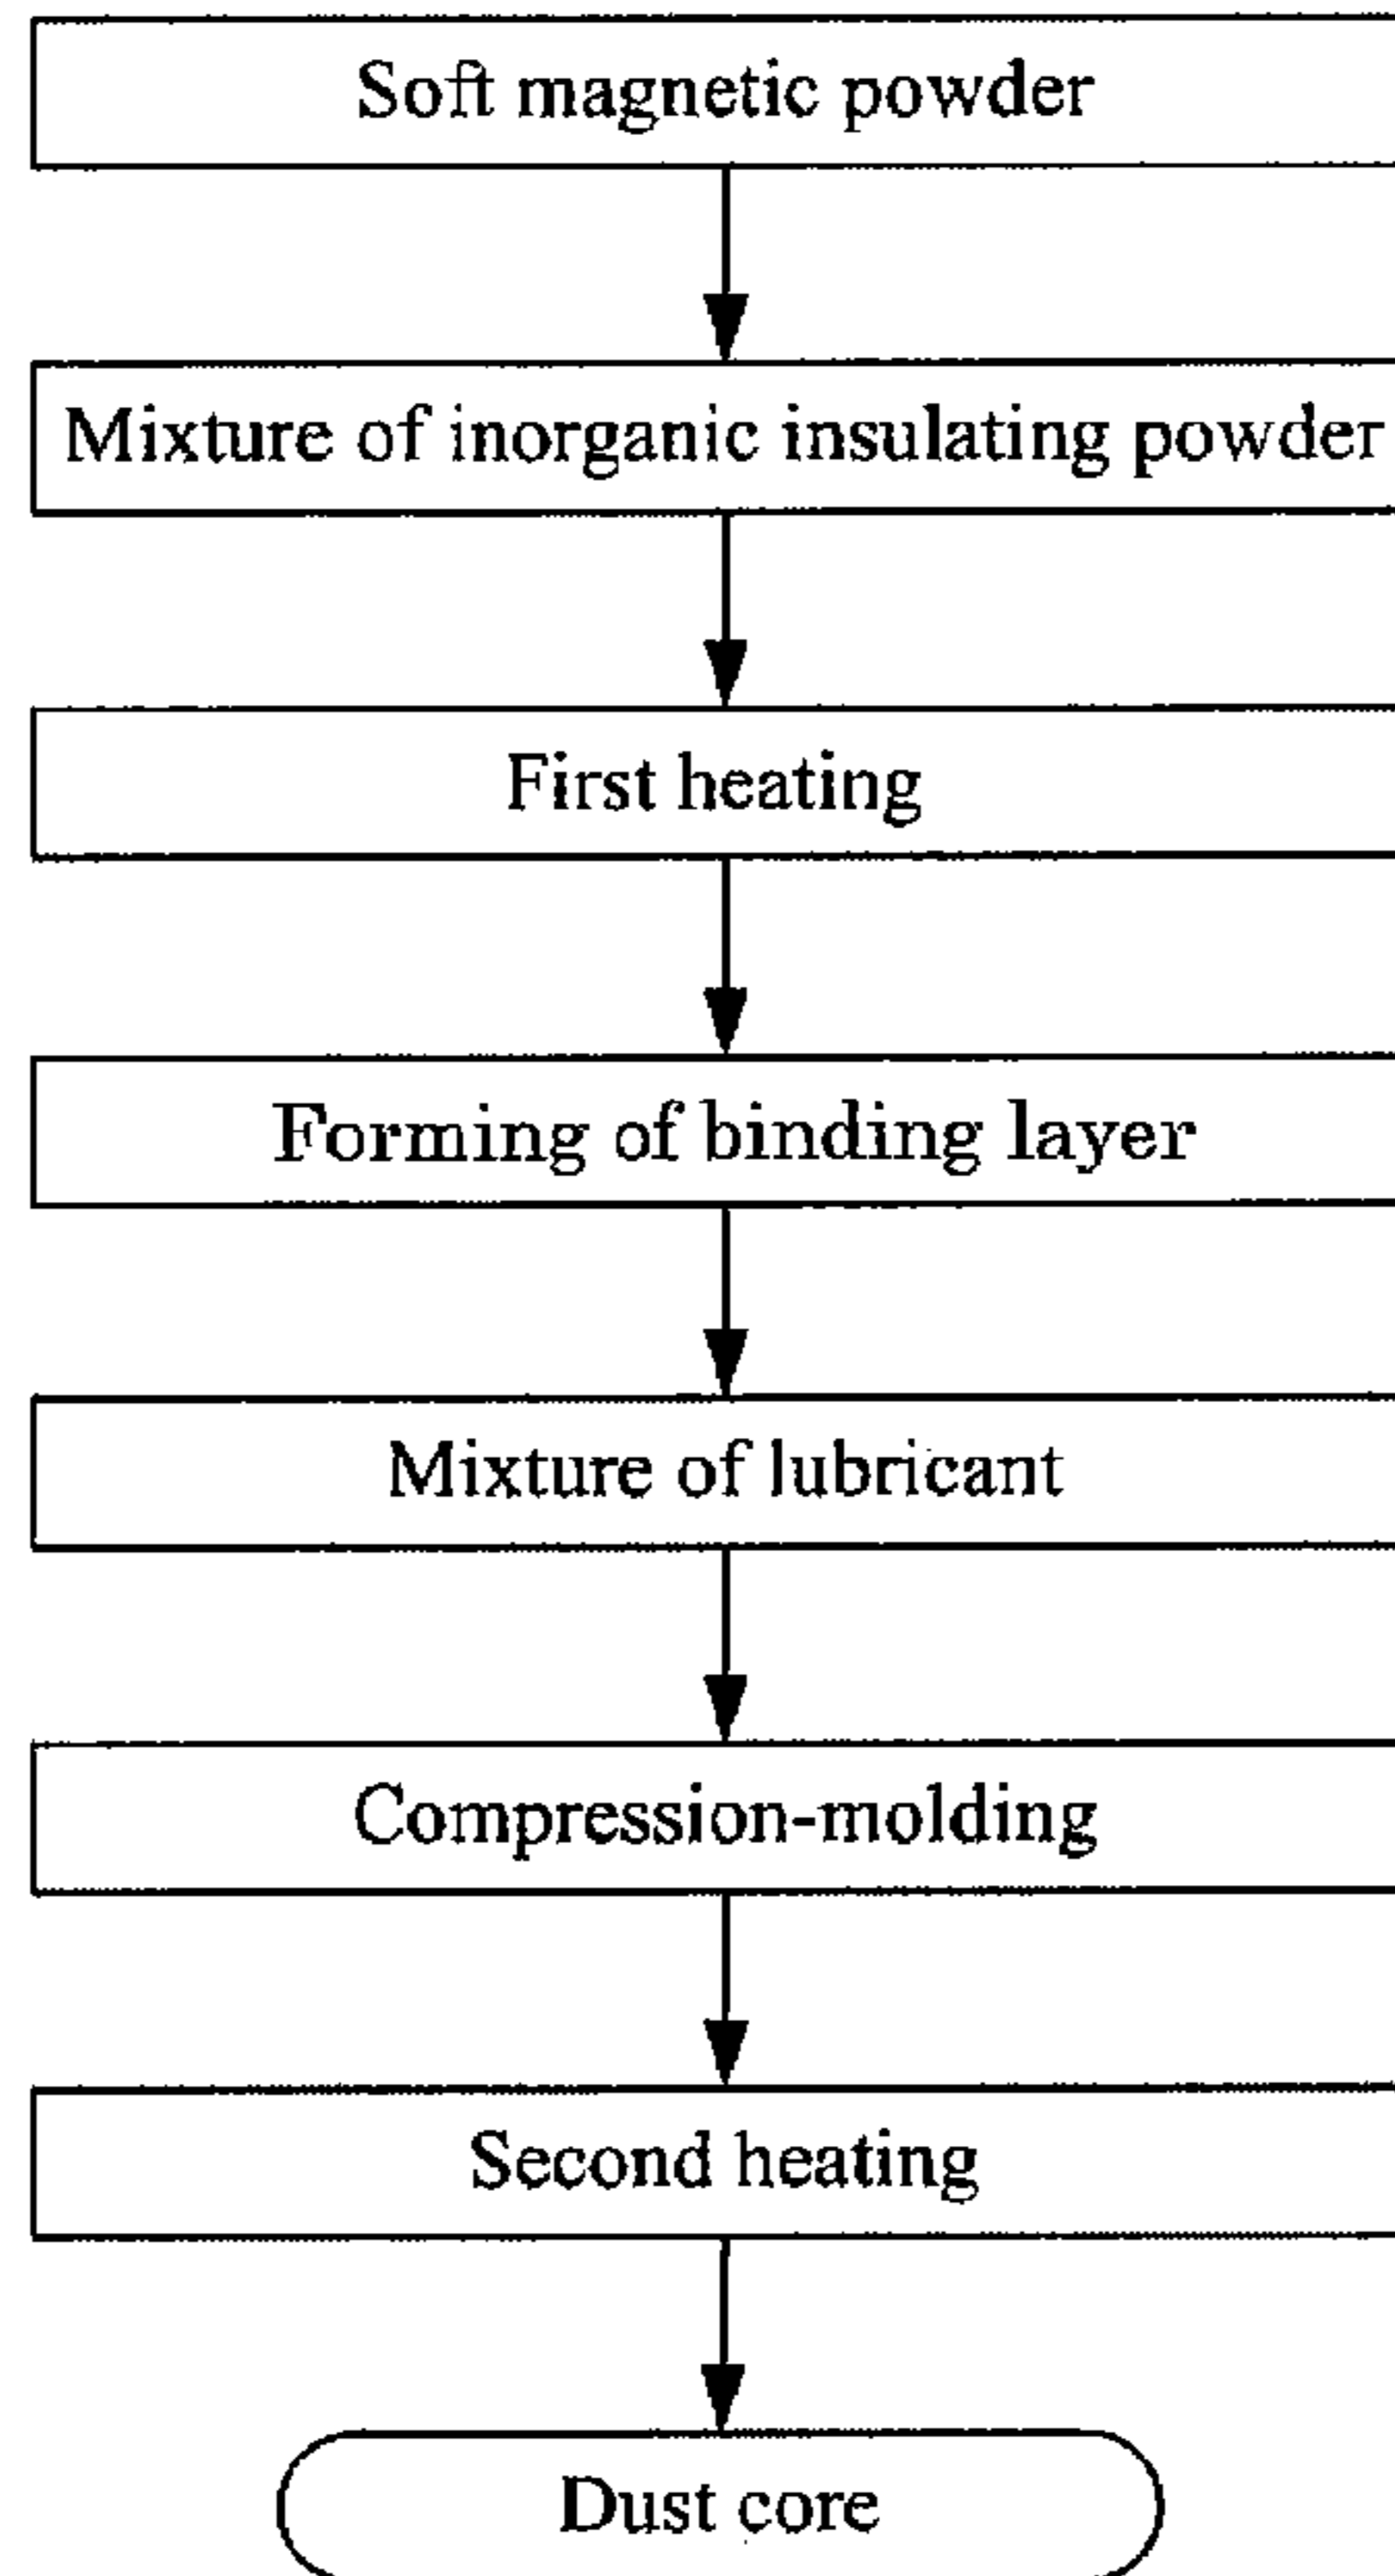 Soft magnetic powder
Mixture of inorganic insulating powder
First heating
Forming of binding layer
Mixture of lubricant
Compression-molding
Second heating
Dust core